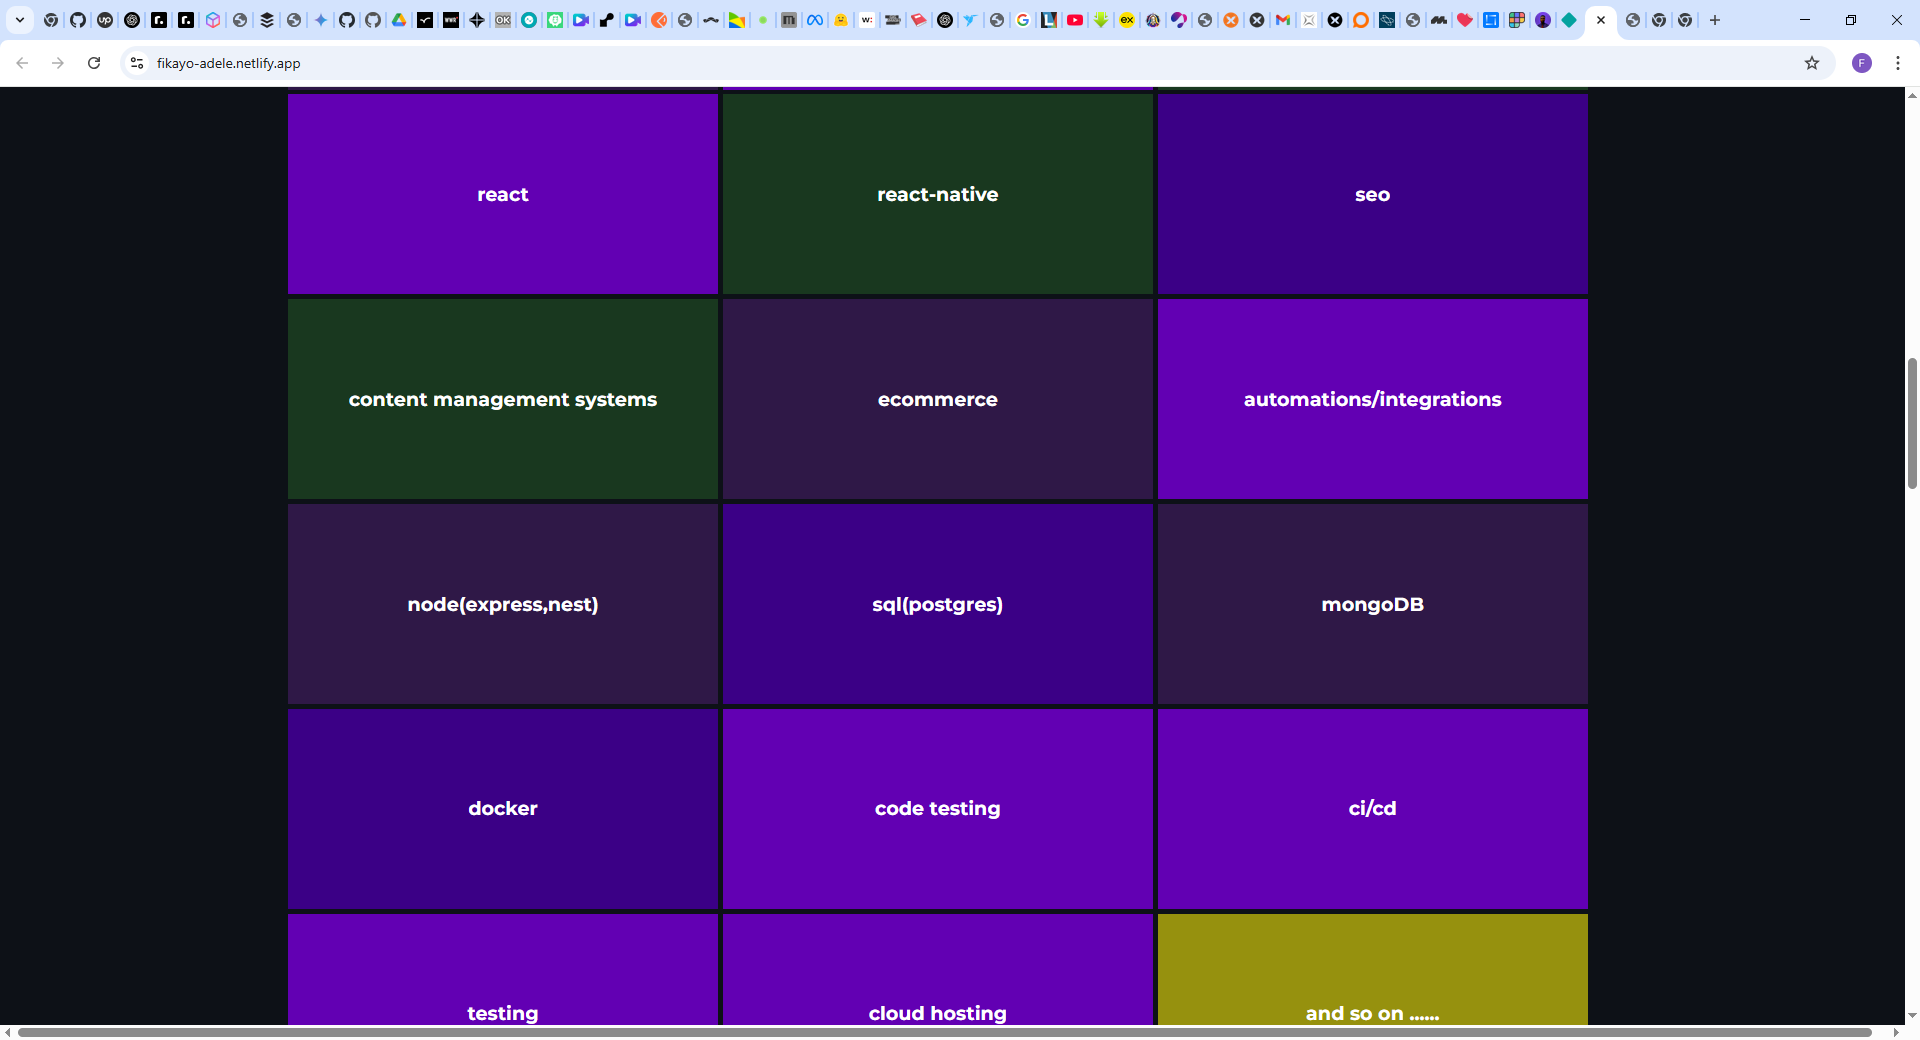 fikayo-adele.netlify.app
F
react
react-native
seo
content management systems
ecommerce
automations/integrations
node(express,nest)
sql(postgres)
mongoDB
docker
code testing
ci/cd
testing
cloud hosting
and so on ......